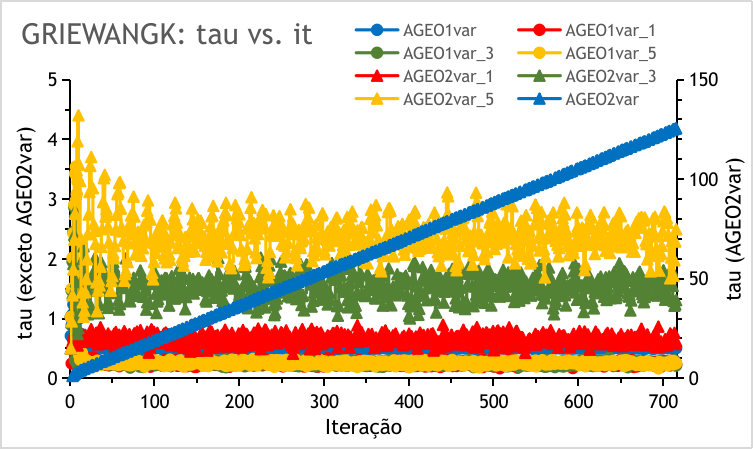 GRIEWANGK: tau vs. it
AGEO1var
AGEO1var_1
AGEO1var_3
AGEO1var_5
AGEO2var_1
AGEO2var_3
AGEO2var_5
AGEO2var
tau (exceto AGEO2var)
5
4
3
2
1
0
150
100
50
0
tau (AGEO2var)
0 100 200 300 400 500 600 700
Iteração